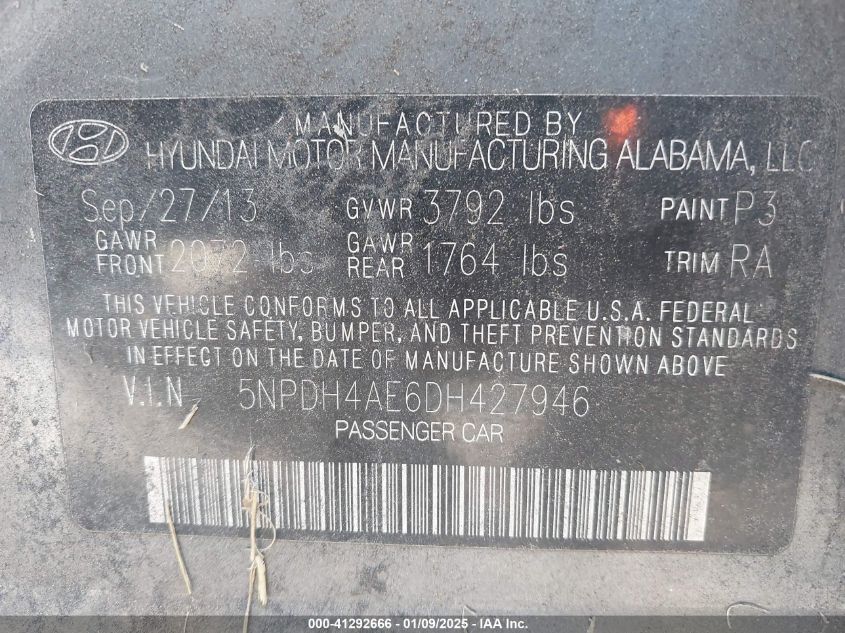 MANUFACTURED BY
HYUNDAI MOTOR MANUFACTURING ALABAMA, LLC
Sep/27/13 GVWR 3792 lbs PAINT P3
GAWR FRONT 2072 lbs GAWR REAR 1764 lbs TRIM RA
THIS VEHICLE CONFORMS TO ALL APPLICABLE U.S.A. FEDERAL
MOTOR VEHICLE SAFETY, BUMPER, AND THEFT PREVENTION STANDARDS
IN EFFECT ON THE DATE OF MANUFACTURE SHOWN ABOVE
V.I.N 5NPDH4AE6DH427946
PASSENGER CAR
000-41292666 - 01/09/2025 - IAA Inc.